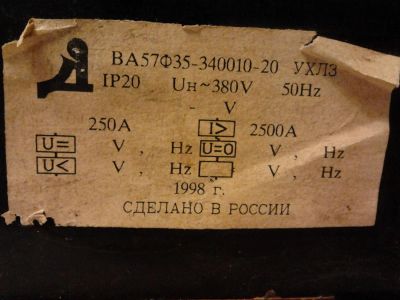 ВА57Ф35-340010-20 УХЛ3
IP20 Uн~380V 50Hz
- V
250A I> 2500A
U= V , Hz U=0 V , Hz
U< V , Hz V , Hz
1998 г.
СДЕЛАНО В РОССИИ